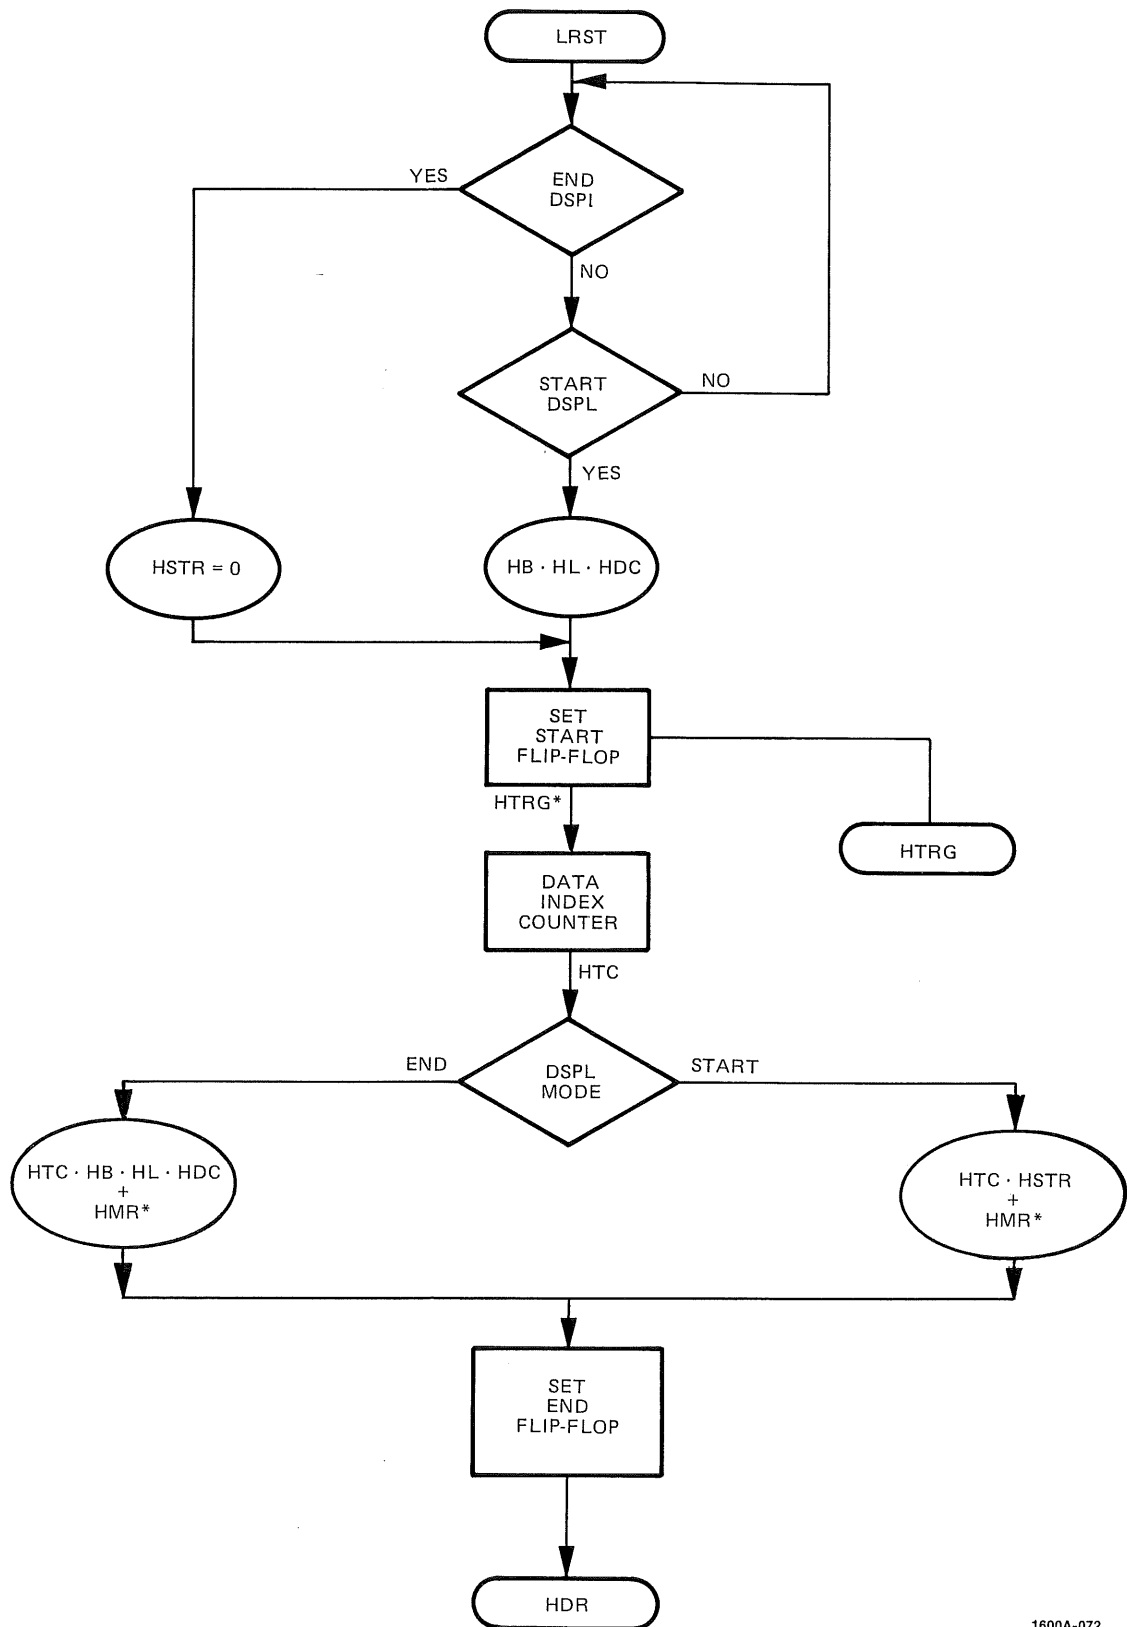 LRST
YES
END
DSPL
NO
START
DSPL
NO
YES
HSTR = 0
HB · HL · HDC
SET
START
FLIP-FLOP
HTRG*
HTRG
DATA
INDEX
COUNTER
HTC
END
DSPL
MODE
START
HTC · HB · HL · HDC
+
HMR*
HTC · HSTR
+
HMR*
SET
END
FLIP-FLOP
HDR
1600A-072